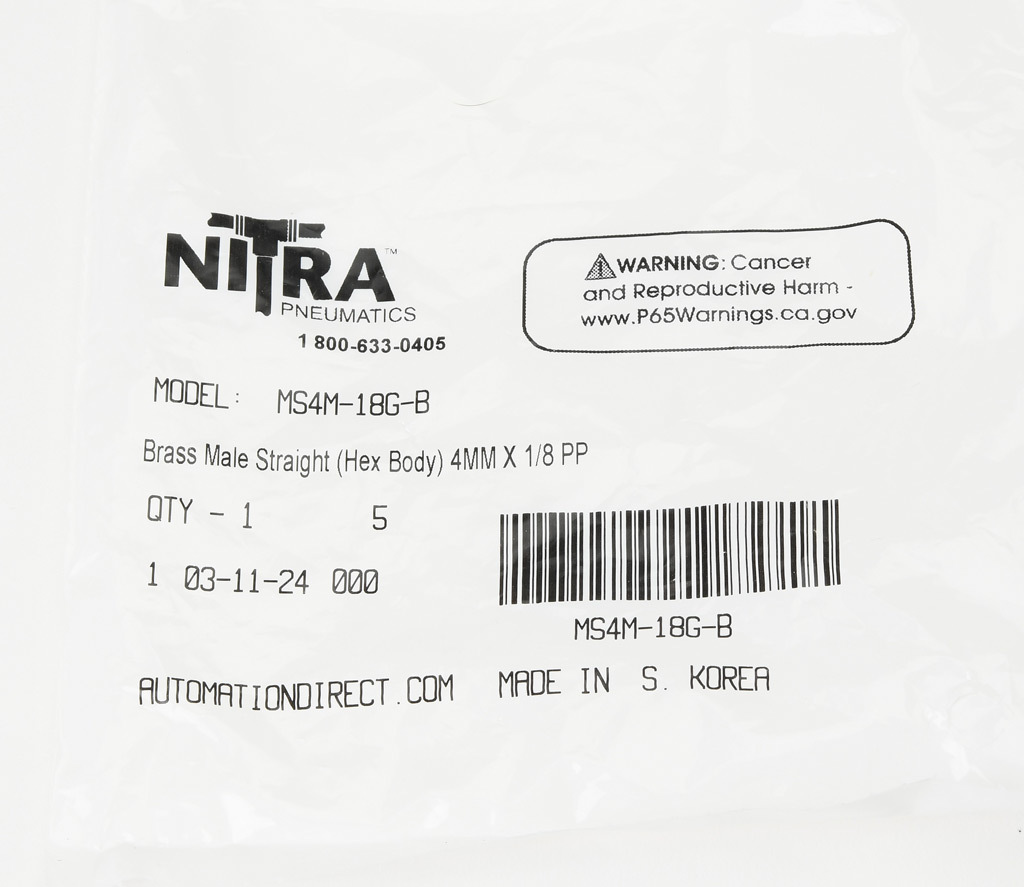 NITRA™
PNEUMATICS
1 800-633-0405
WARNING: Cancer
and Reproductive Harm -
www.P65Warnings.ca.gov
MODEL: MS4M-18G-B
Brass Male Straight (Hex Body) 4MM X 1/8 PP
QTY - 1 5
1 03-11-24 000
MS4M-18G-B
AUTOMATIONDIRECT.COM MADE IN S. KOREA